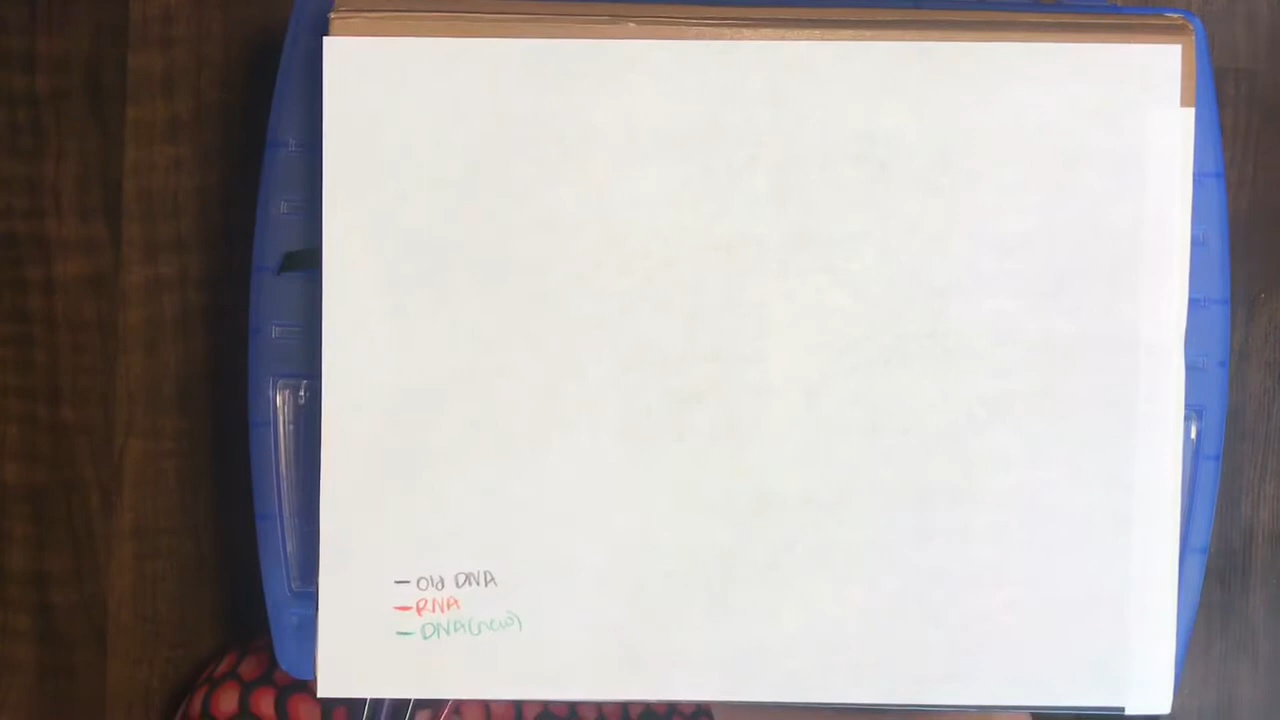 - Old DNA
- RNA
- DNA(new)